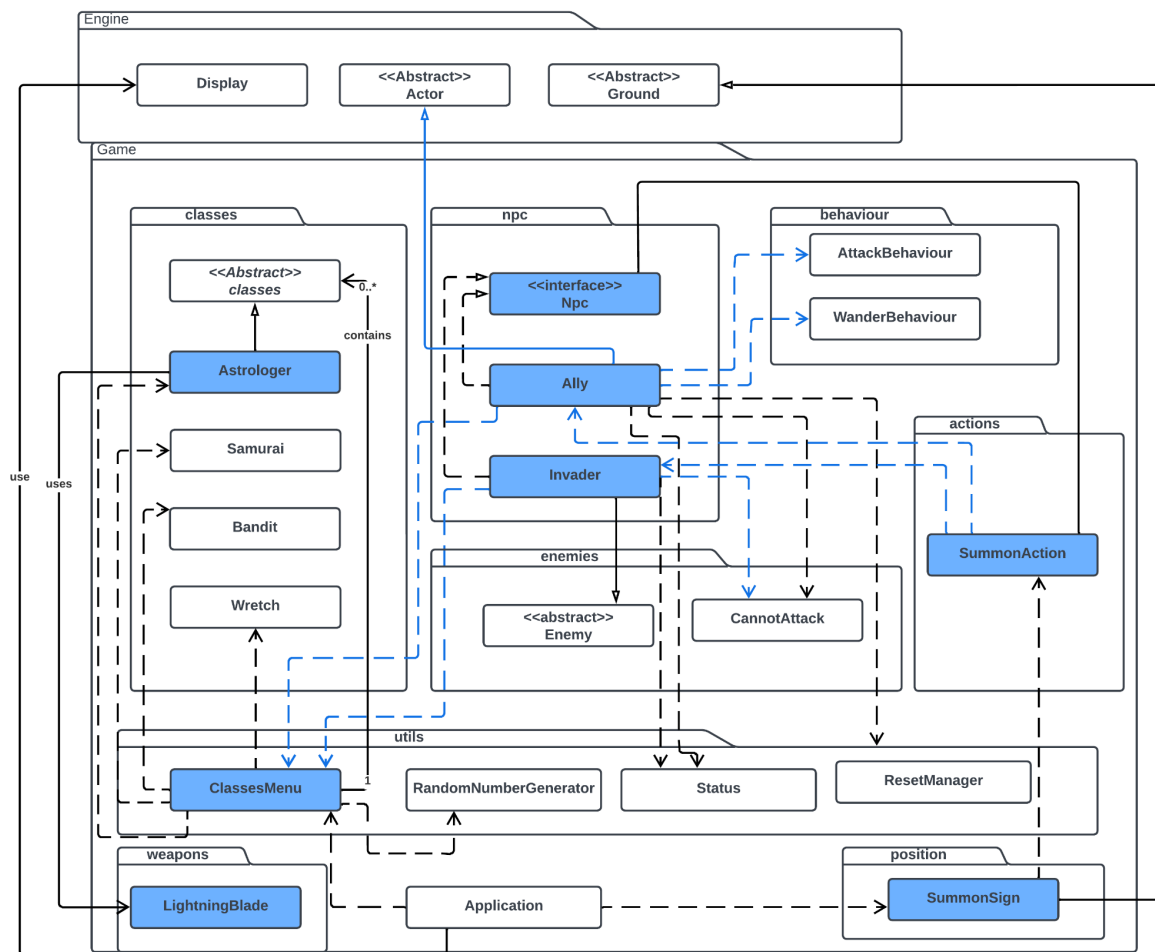 Engine
Display
<<Abstract>>
Actor
<<Abstract>>
Ground
Game
classes
npc
behaviour
<<Abstract>>
classes
0..*
contains
<<interface>>
Npc
AttackBehaviour
WanderBehaviour
Astrologer
Ally
actions
Samurai
Invader
use
uses
Bandit
enemies
SummonAction
Wretch
<<abstract>>
Enemy
CannotAttack
utils
ClassesMenu
1
RandomNumberGenerator
Status
ResetManager
weapons
position
LightningBlade
Application
SummonSign